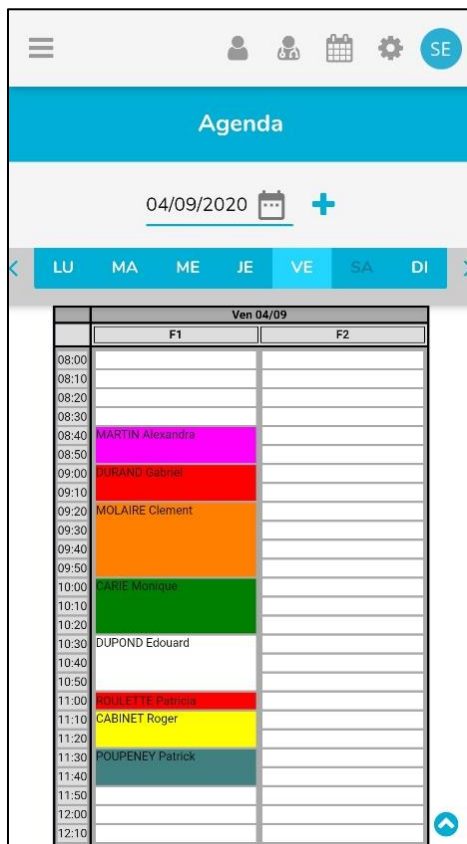 SE
Agenda
04/09/2020
LU MA ME JE VE SA DI
Ven 04/09
F1 F2
08:00
08:10
08:20
08:30
08:40 MARTIN Alexandra
08:50
09:00 DURAND Gabriel
09:10
09:20 MOLAIRE Clement
09:30
09:40
09:50
10:00 CARIE Monique
10:10
10:20
10:30 DUPOND Edouard
10:40
10:50
11:00 ROULETTE Patricia
11:10 CABINET Roger
11:20
11:30 POUPENEY Patrick
11:40
11:50
12:00
12:10